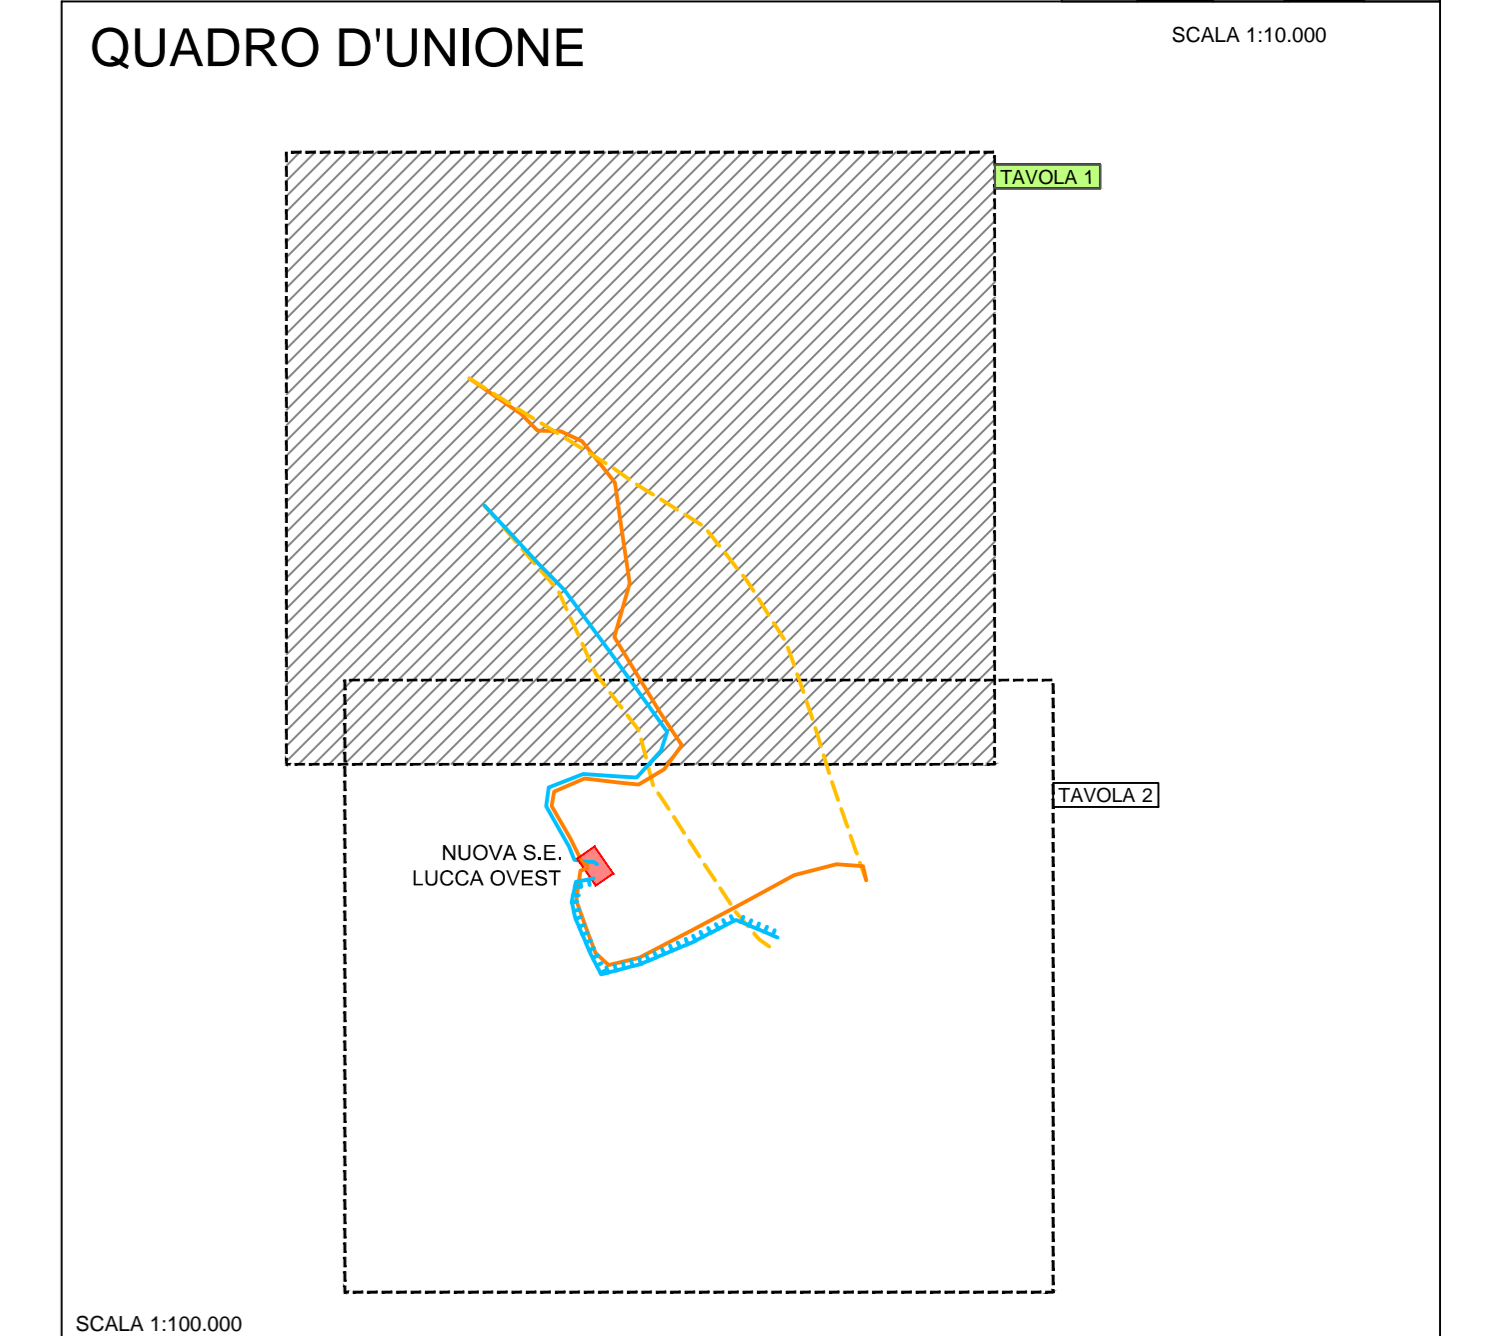 QUADRO D'UNIONE
SCALA 1:10.000
TAVOLA 1
TAVOLA 2
NUOVA S.E.
LUCCA OVEST
SCALA 1:100.000